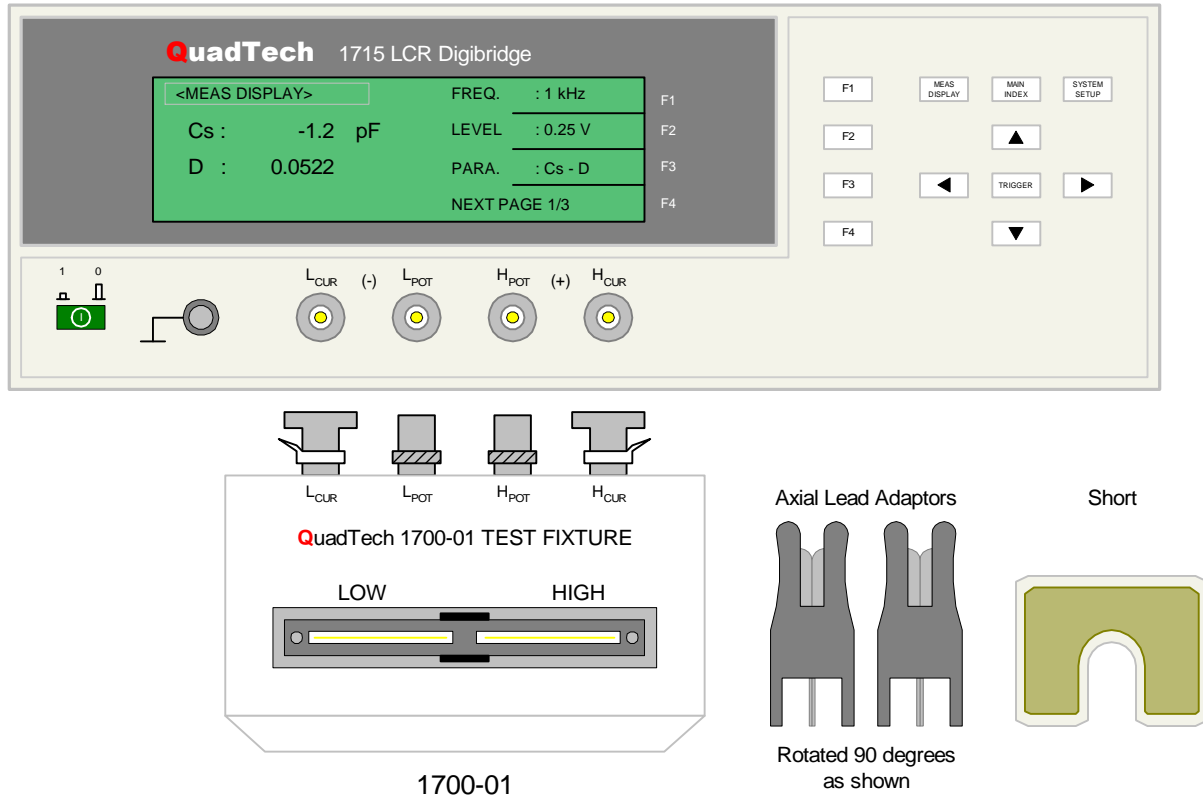 QuadTech 1715 LCR Digibridge
<MEAS DISPLAY>
FREQ. : 1 kHz
F1
Cs : -1.2 pF
LEVEL : 0.25 V
F2
D : 0.0522
PARA. : Cs - D
F3
NEXT PAGE 1/3
F4
F1
MEAS DISPLAY
MAIN INDEX
SYSTEM SETUP
F2
F3
TRIGGER
F4
1 0
LCUR (-) LPOT HPOT (+) HCUR
LCUR LPOT HPOT HCUR
QuadTech 1700-01 TEST FIXTURE
LOW HIGH
1700-01
Axial Lead Adaptors
Rotated 90 degrees
as shown
Short